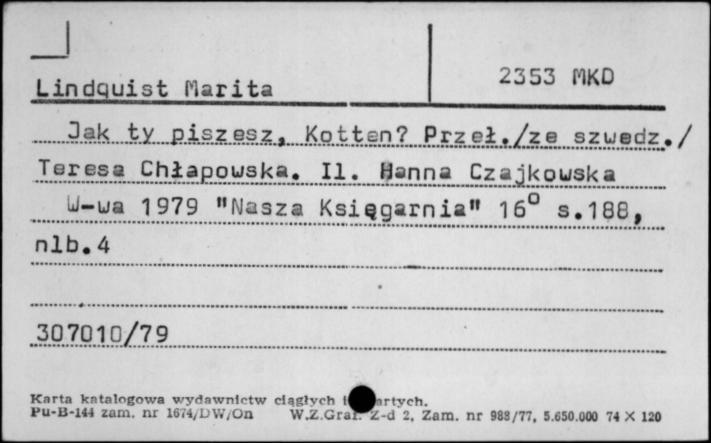 2353 MKD
Lindquist Marita
Jak ty piszesz, Kotten? Przeł./ze szwedz./
Teresa Chłapowska. Il. Hanna Czajkowska
W-wa 1979 "Nasza Księgarnia" 16° s.188,
nlb.4
307010/79
Karta katalogowa wydawnictw ciągłych i
Pu-B-144 zam. nr 1674/DW/On W.Z.Graf. Z-d 2, Zam. nr 988/77, 5.650.000 74 X 120